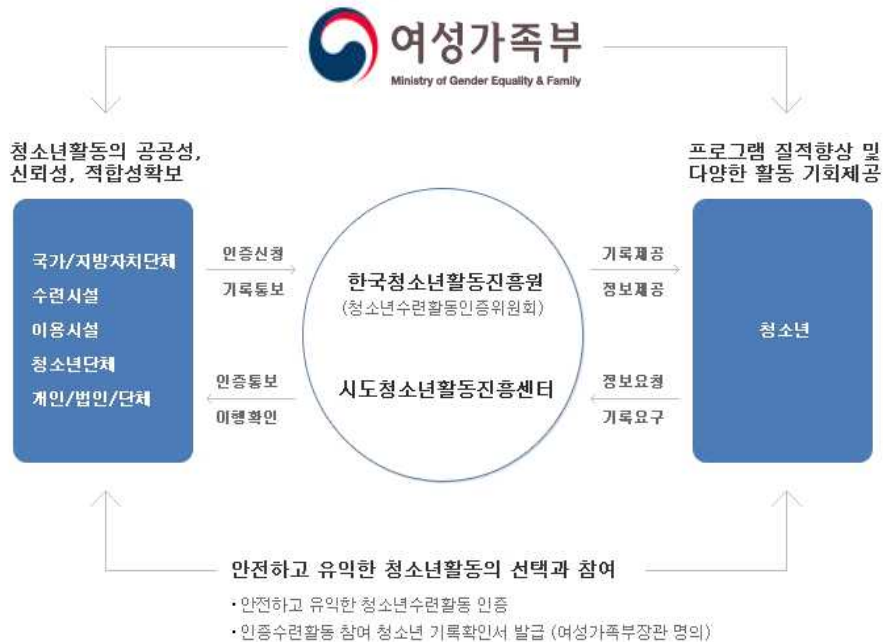 여성가족부
Ministry of Gender Equality & Family
청소년활동의 공공성,
신뢰성, 적합성확보
프로그램 질적향상 및
다양한 활동 기회제공
국가/지방자치단체
수련시설
이용시설
청소년단체
개인/법인/단체
인증신청
기록통보
인증통보
이행확인
한국청소년활동진흥원
(청소년수련활동인증위원회)
시도청소년활동진흥센터
기록제공
정보제공
정보요청
기록요구
청소년
안전하고 유익한 청소년활동의 선택과 참여
· 안전하고 유익한 청소년수련활동 인증
· 인증수련활동 참여 청소년 기록확인서 발급 (여성가족부장관 명의)